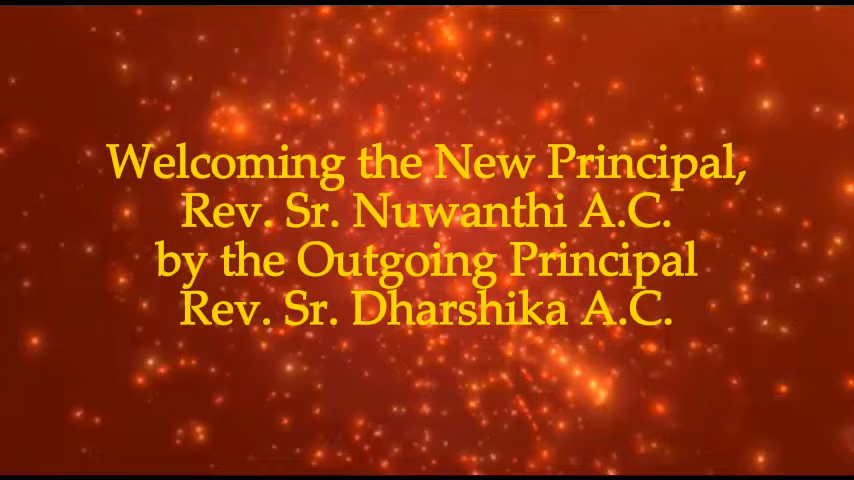 Welcoming the New Principal,
Rev. Sr. Nuwanthi A.C.
by the Outgoing Principal
Rev. Sr. Dharshika A.C.